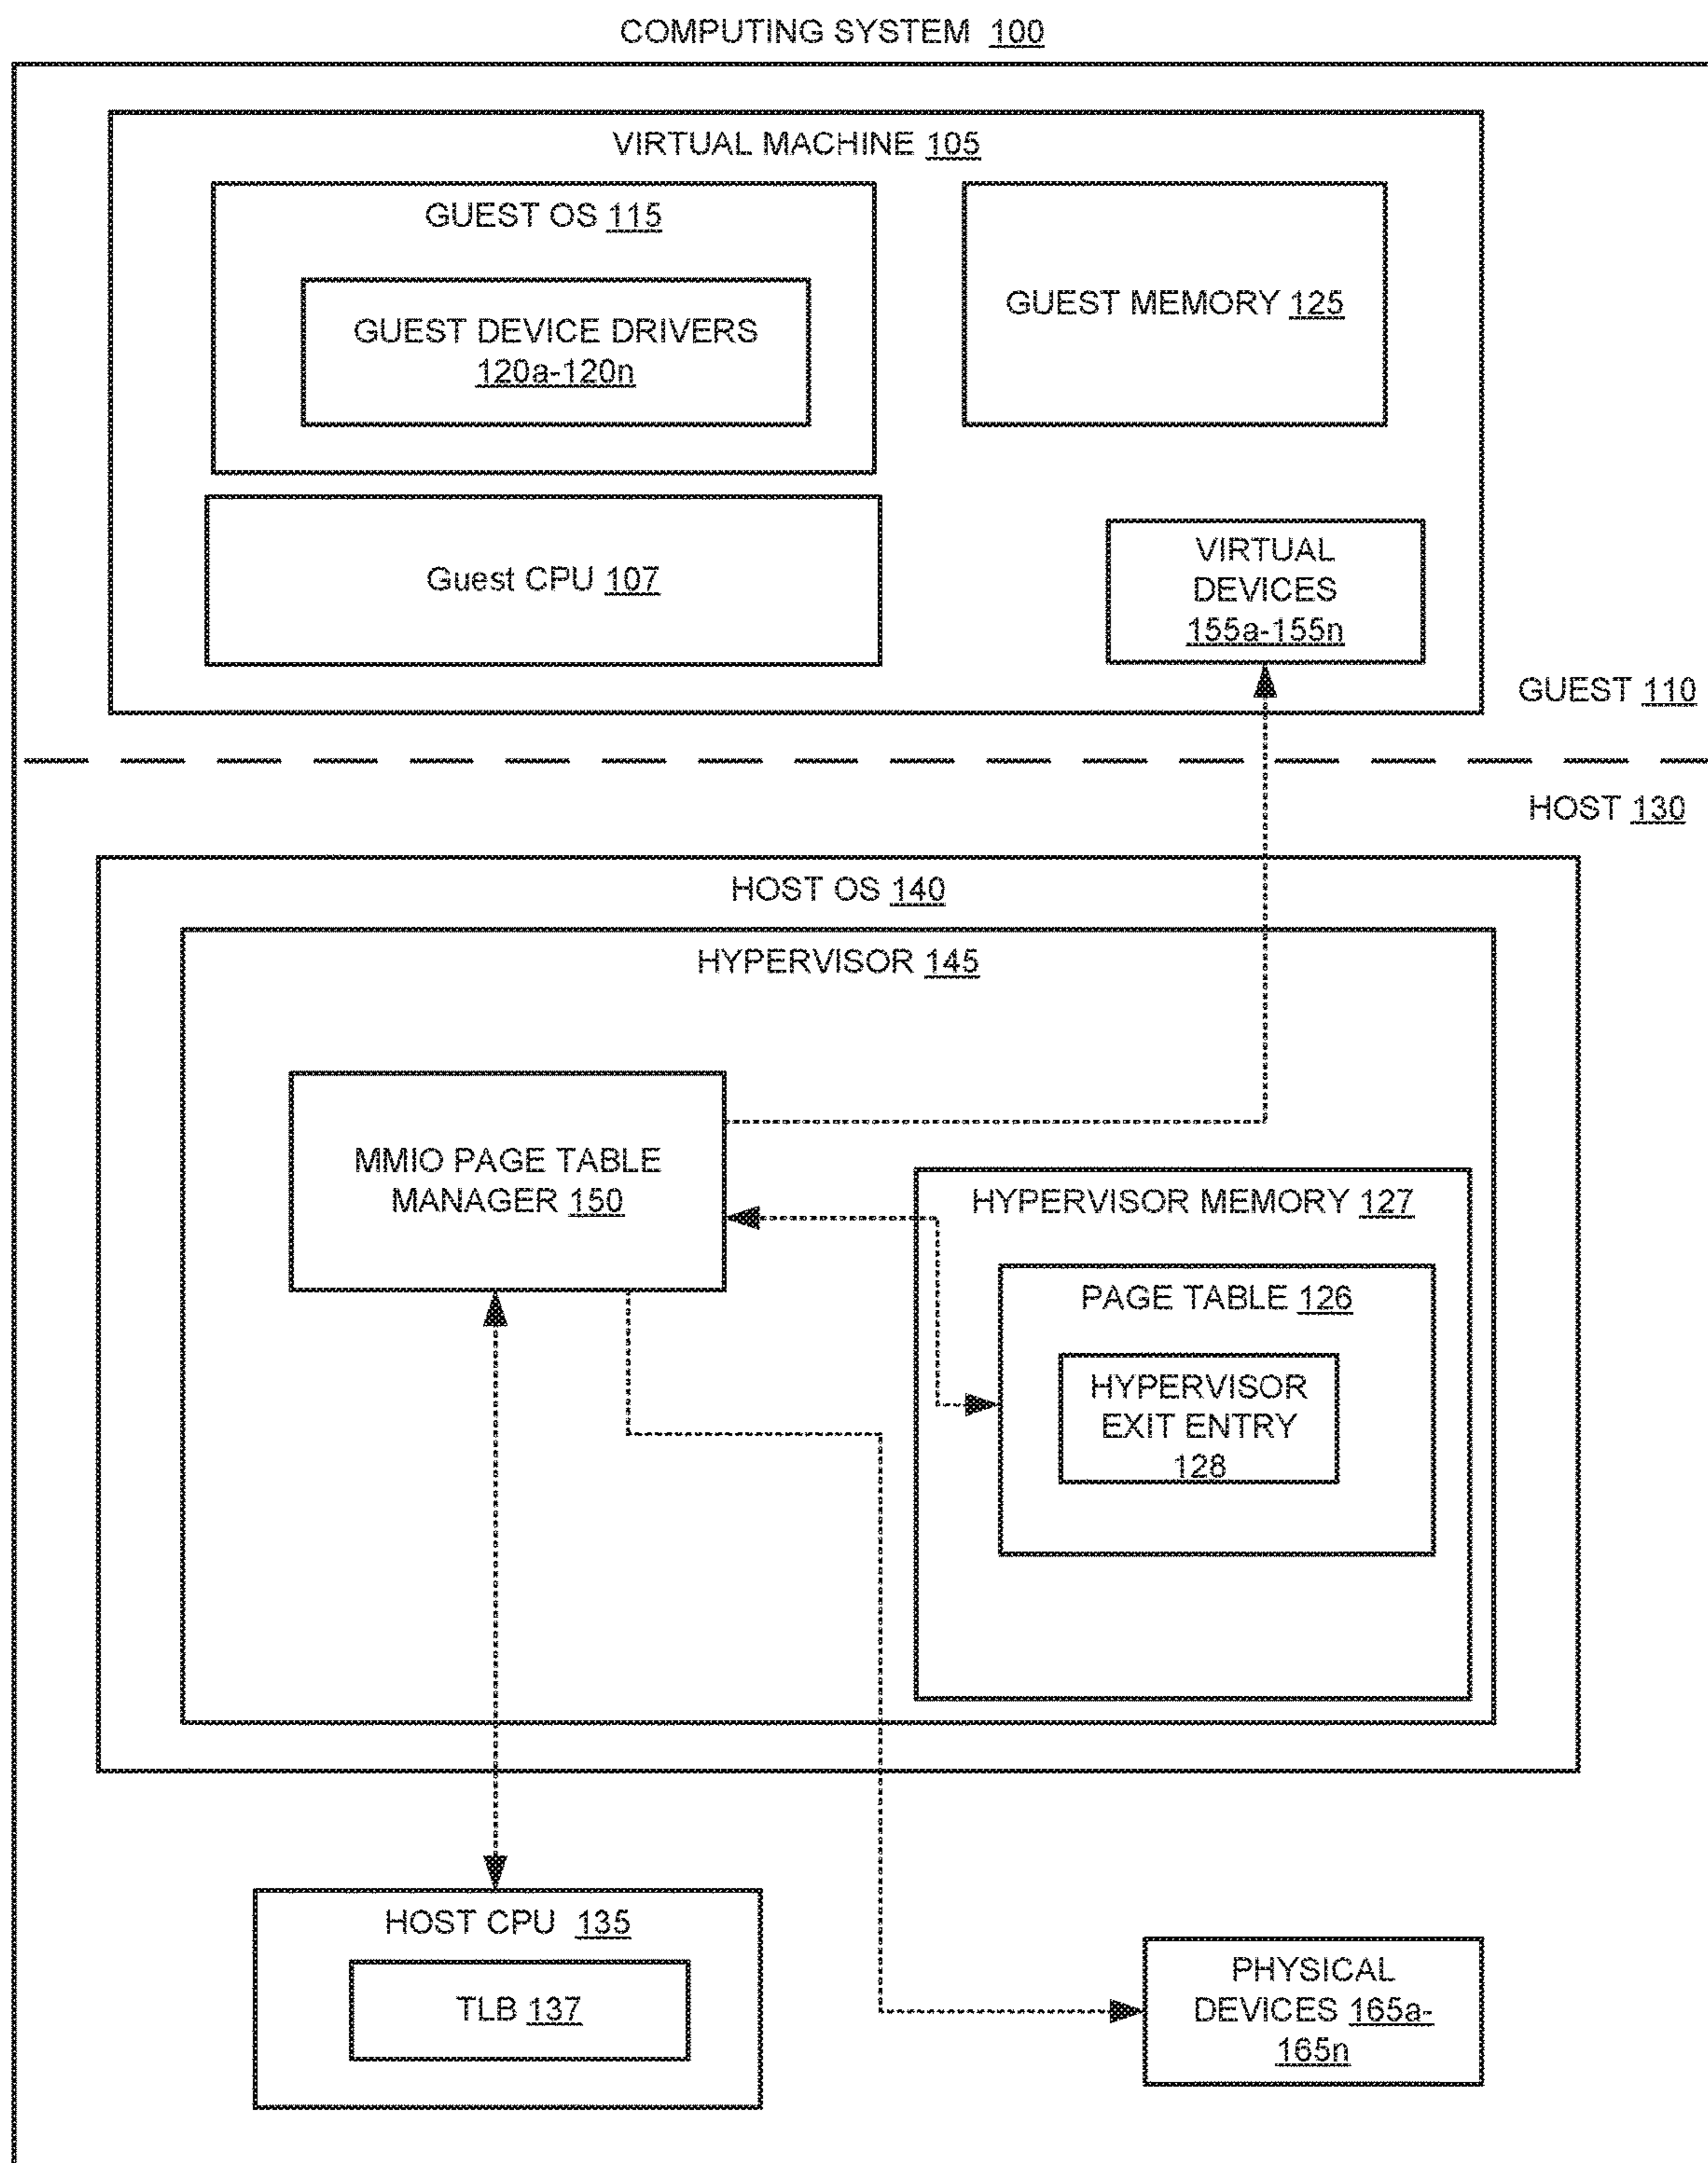 COMPUTING SYSTEM 100
VIRTUAL MACHINE 105
GUEST OS 115
GUEST DEVICE DRIVERS
120a-120n
GUEST MEMORY 125
Guest CPU 107
VIRTUAL
DEVICES
155a-155n
GUEST 110
HOST 130
HOST OS 140
HYPERVISOR 145
MMIO PAGE TABLE
MANAGER 150
HYPERVISOR MEMORY 127
PAGE TABLE 126
HYPERVISOR
EXIT ENTRY
128
HOST CPU 135
TLB 137
PHYSICAL
DEVICES 165a-
165n